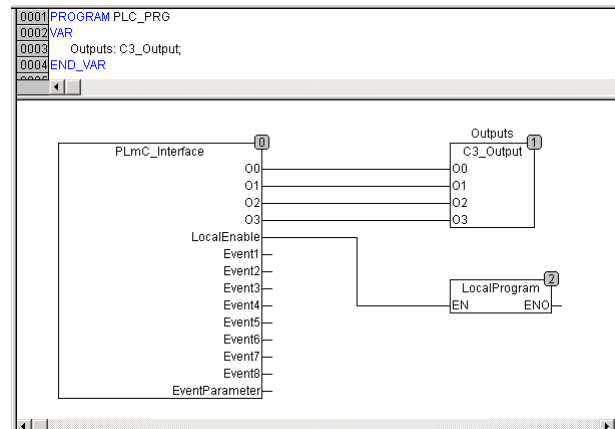 0001 PROGRAM PLC_PRG
0002 VAR
0003 Outputs: C3_Output;
0004 END_VAR
0
PLmC_Interface
O0
O1
O2
O3
LocalEnable
Event1
Event2
Event3
Event4
Event5
Event6
Event7
Event8
EventParameter
Outputs
1
C3_Output
O0
O1
O2
O3
2
LocalProgram
EN ENO